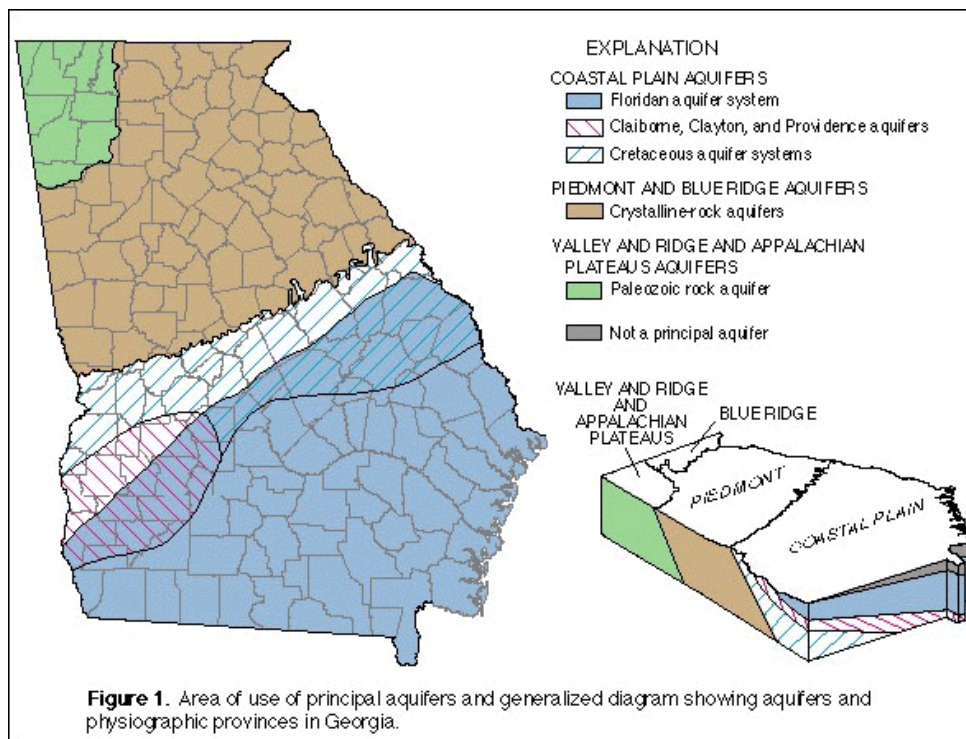 EXPLANATION
COASTAL PLAIN AQUIFERS
Floridan aquifer system
Claiborne, Clayton, and Providence aquifers
Cretaceous aquifer systems
PIEDMONT AND BLUE RIDGE AQUIFERS
Crystalline-rock aquifers
VALLEY AND RIDGE AND APPALACHIAN
PLATEAUS AQUIFERS
Paleozoic rock aquifer
Not a principal aquifer
VALLEY AND RIDGE
AND
APPALACHIAN
PLATEAUS
BLUE RIDGE
PIEDMONT
COASTAL PLAIN
Figure 1. Area of use of principal aquifers and generalized diagram showing aquifers and
physiographic provinces in Georgia.